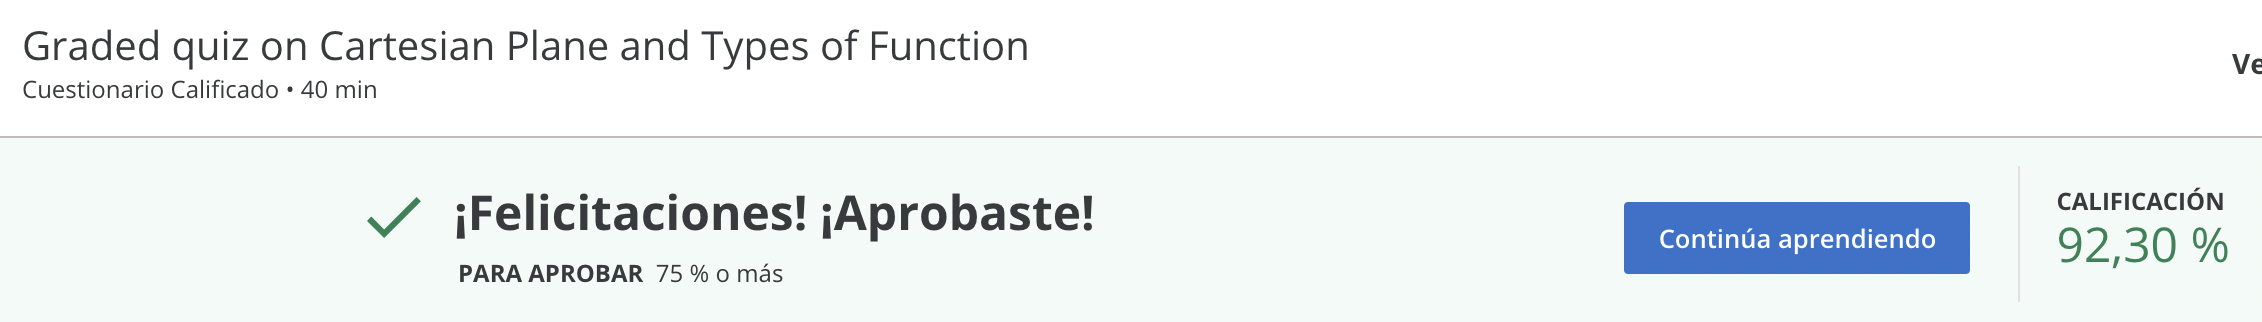 Graded quiz on Cartesian Plane and Types of Function
Cuestionario Calificado • 40 min
¡Felicitaciones! ¡Aprobaste!
PARA APROBAR 75 % o más
Continúa aprendiendo
CALIFICACIÓN
92,30 %